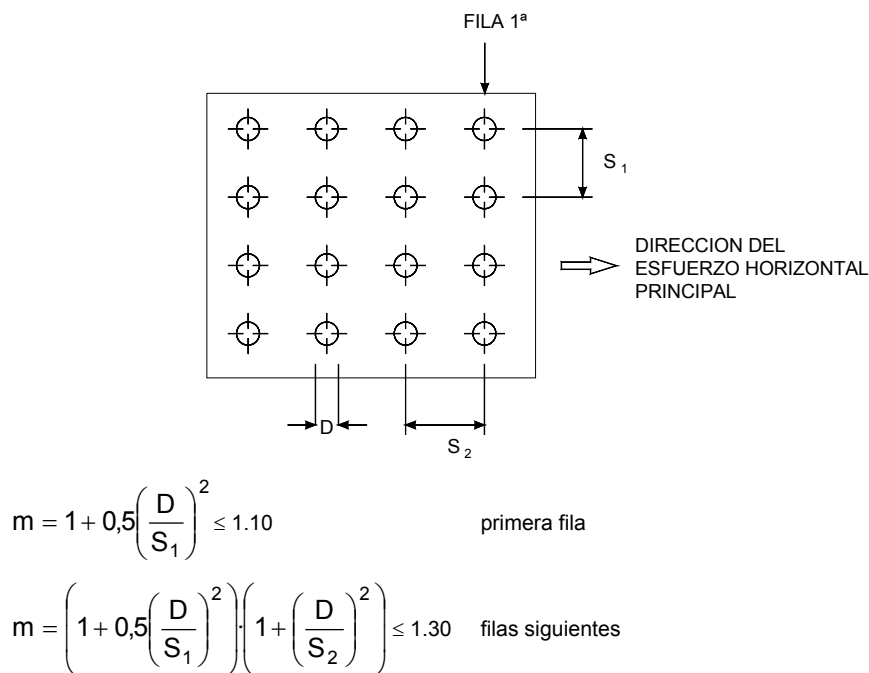 FILA 1ª
S 1
DIRECCION DEL
ESFUERZO HORIZONTAL
PRINCIPAL
D
S 2
m = 1 + 0,5(D/S₁)² ≤ 1.10 primera fila
m = (1 + 0,5(D/S₁)²)·(1 + (D/S₂)²) ≤ 1.30 filas siguientes